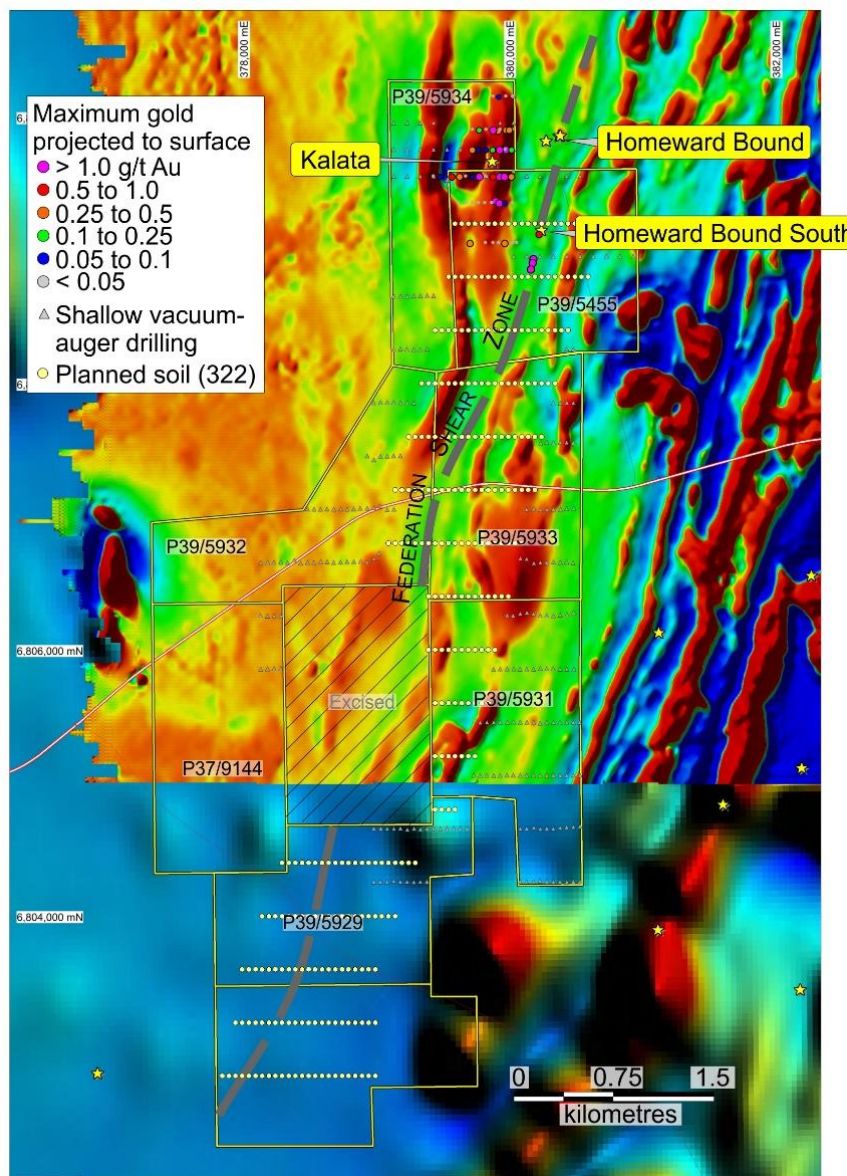 378,000 mE
380,000 mE
382,000 mE
Maximum gold
projected to surface
> 1.0 g/t Au
0.5 to 1.0
0.25 to 0.5
0.1 to 0.25
0.05 to 0.1
< 0.05
Shallow vacuum-
auger drilling
Planned soil (322)
P39/5934
Kalata
Homeward Bound
Homeward Bound South
P39/5455
FEDERATION SHEAR ZONE
P39/5932
P39/5933
6,806,000 mN
Excised
P39/5931
P37/9144
6,804,000 mN
P39/5929
0 0.75 1.5
kilometres